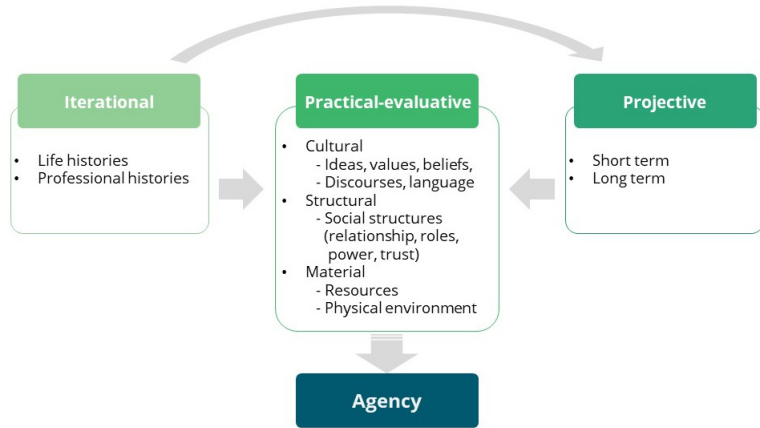 Iterational
• Life histories
• Professional histories
Practical-evaluative
• Cultural
- Ideas, values, beliefs,
- Discourses, language
• Structural
- Social structures
(relationship, roles,
power, trust)
• Material
- Resources
- Physical environment
Projective
• Short term
• Long term
Agency